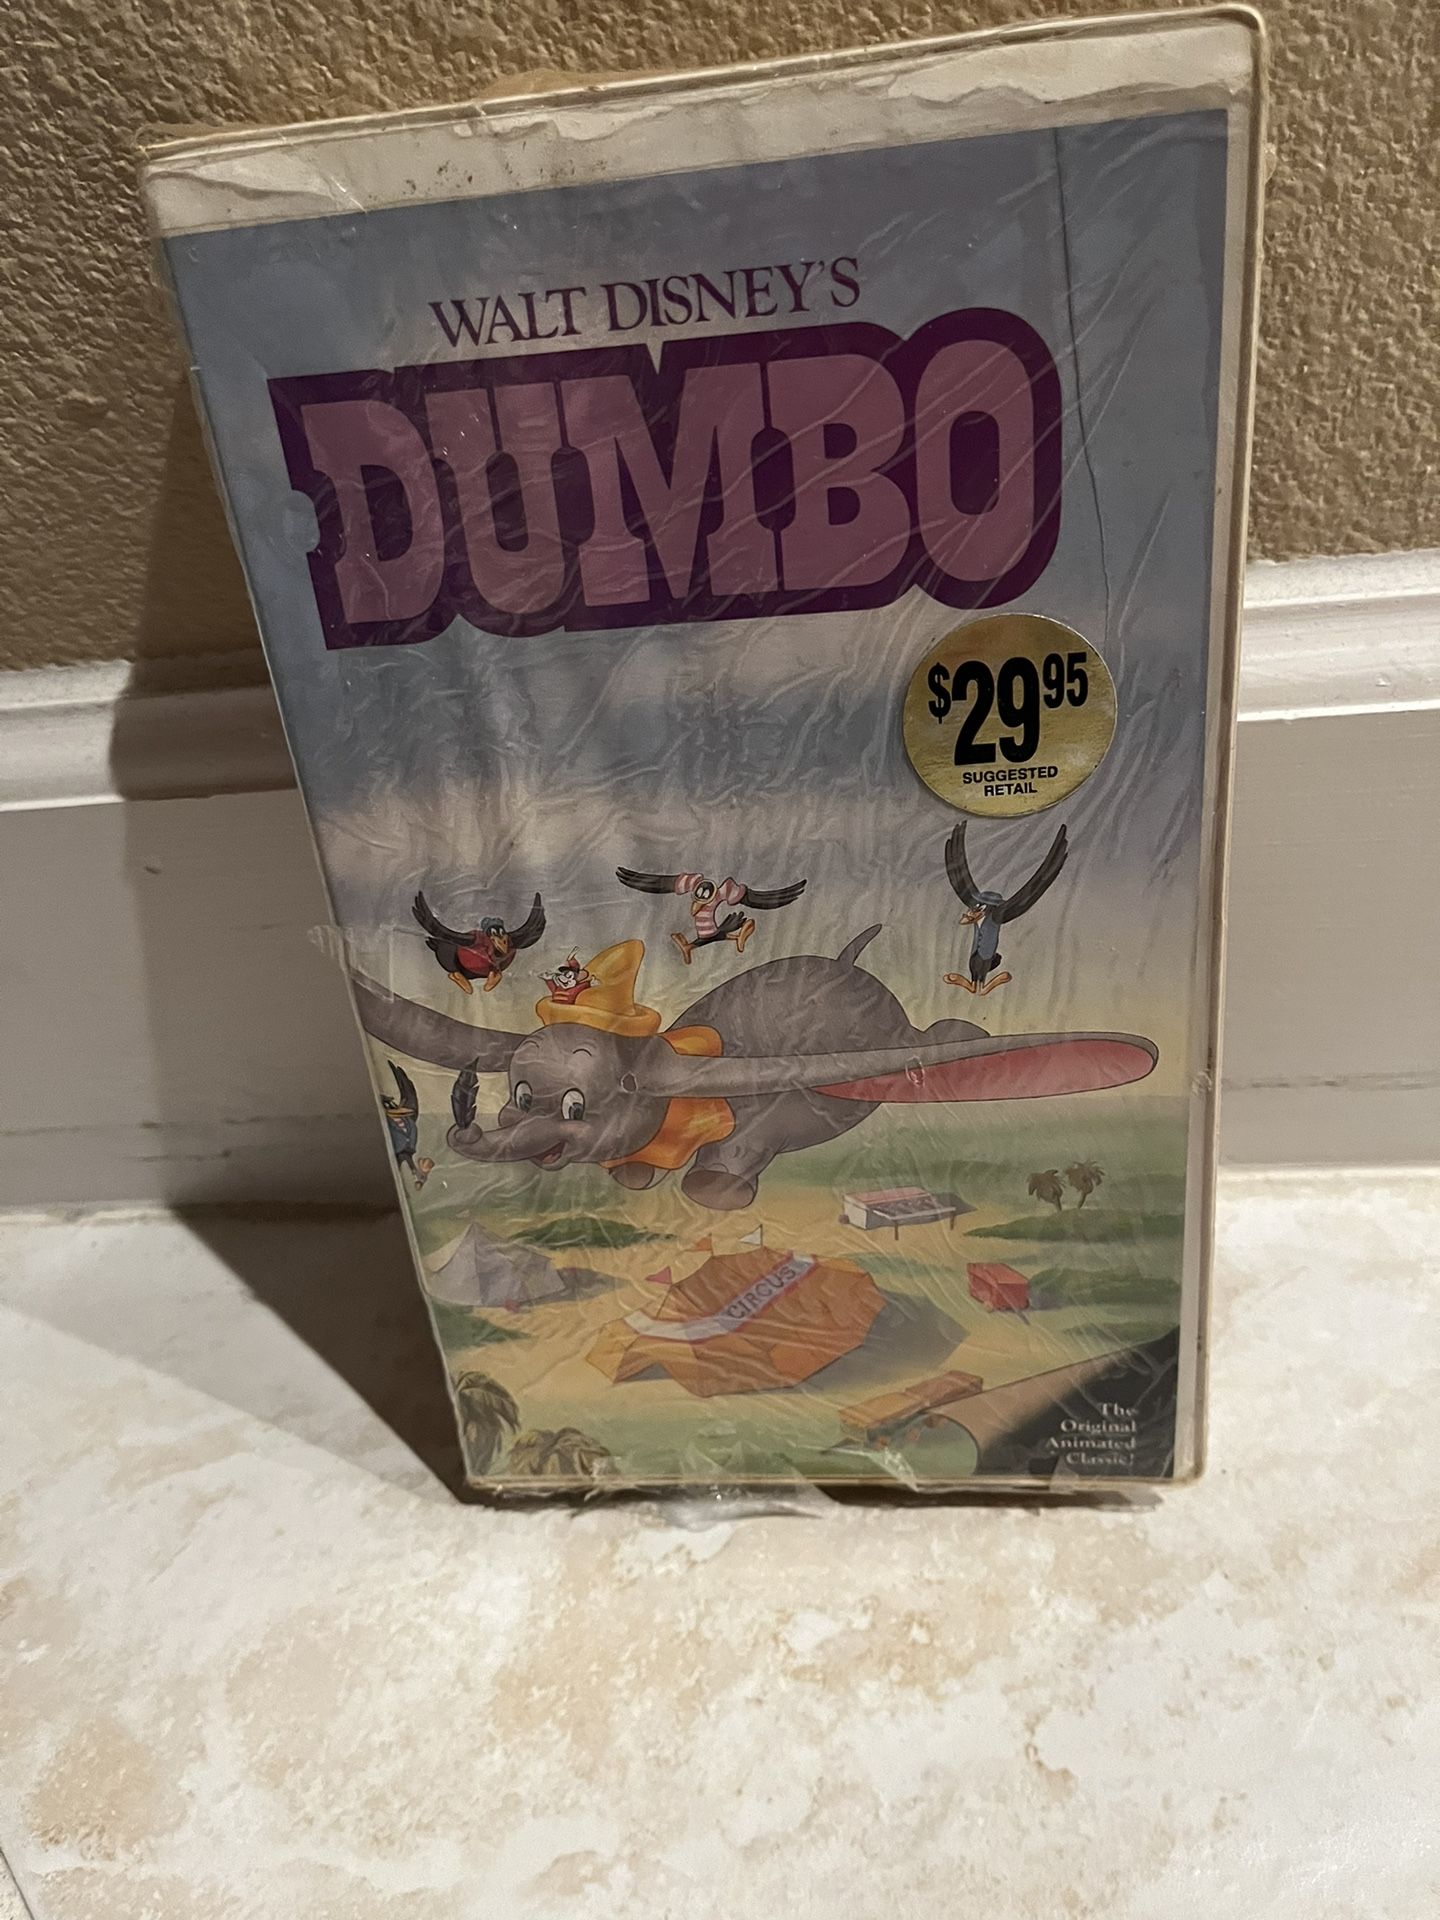 WALT DISNEY'S
DUMBO
$29.95
SUGGESTED
RETAIL
CIRCUS
The
Original
Animated
Classic!